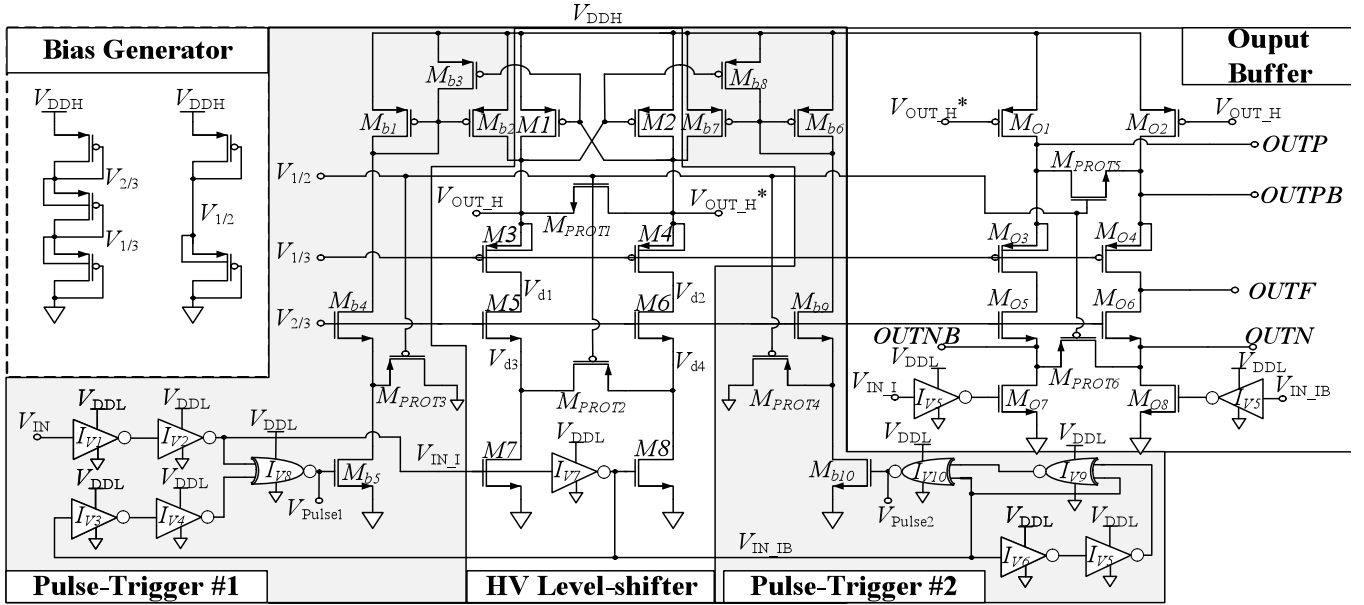 V_DDH
Bias Generator
Ouput
Buffer
V_DDH V_DDH
M_b3 M_b8
V_OUT_H* V_OUT_H
M_b1 M_b2 M1 M2 M_b7 M_b6 M_O1 M_O2
OUTP
V_2/3
M_PROT5
V_1/2
OUTPB
V_1/2
V_OUT_H V_OUT_H*
M_PROT1
V_1/3
M3 M4 M_O3 M_O4
V_1/3
V_d1 V_d2
OUTF
M_b4 M5 M6 M_b9 M_O5 M_O6
V_2/3
OUTNB OUTN
V_d3 V_d4
V_DDL V_DDL
M_PROT3 M_PROT2 M_PROT4 M_PROT6
V_IN_I I_V5 M_O7 M_O8 I_V5 V_IN_IB
V_DDL V_DDL
V_IN I_V1 I_V2
V_DDL V_DDL V_DDL V_DDL
V_IN_I M7 I_V7 M8
I_V8 M_b5 M_b10 I_V10 I_V9
V_DDL V_DDL
I_V3 I_V4
V_Pulse1 V_Pulse2
V_DDL V_DDL
V_IN_IB
I_V6 I_V5
Pulse-Trigger #1 HV Level-shifter Pulse-Trigger #2